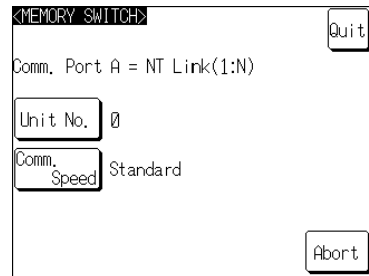 <MEMORY SWITCH>
Quit
Comm. Port A = NT Link(1:N)
Unit No. 0
Comm. Speed Standard
Abort